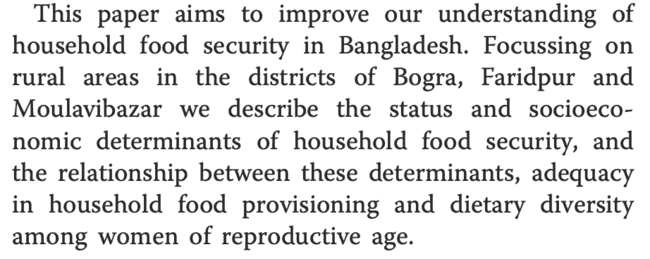 This paper aims to improve our understanding of
household food security in Bangladesh. Focussing on
rural areas in the districts of Bogra, Faridpur and
Moulavibazar we describe the status and socioeco-
nomic determinants of household food security, and
the relationship between these determinants, adequacy
in household food provisioning and dietary diversity
among women of reproductive age.